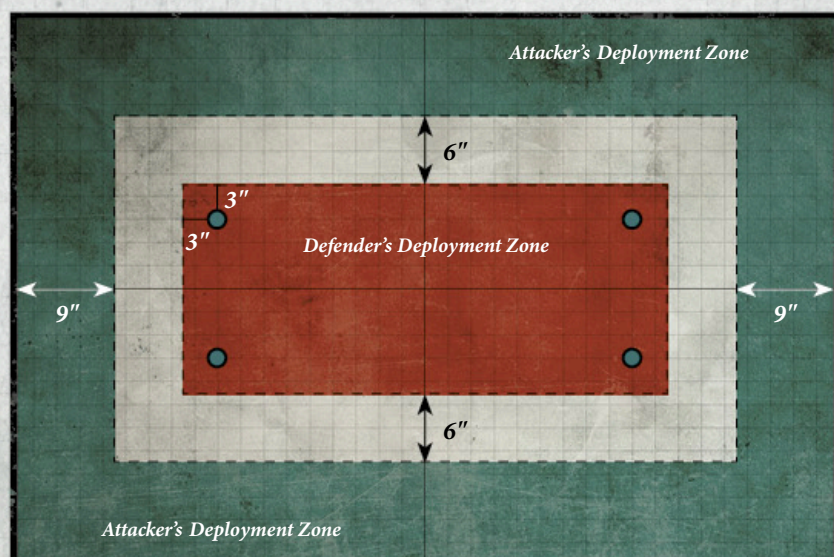 Attacker's Deployment Zone
6"
3"
3"
Defender's Deployment Zone
9"
9"
6"
Attacker's Deployment Zone